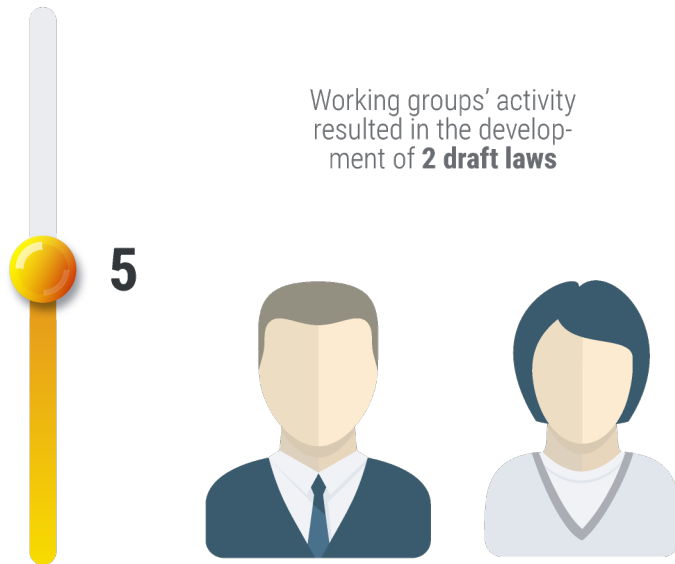 Working groups’ activity
resulted in the develop-
ment of 2 draft laws
5